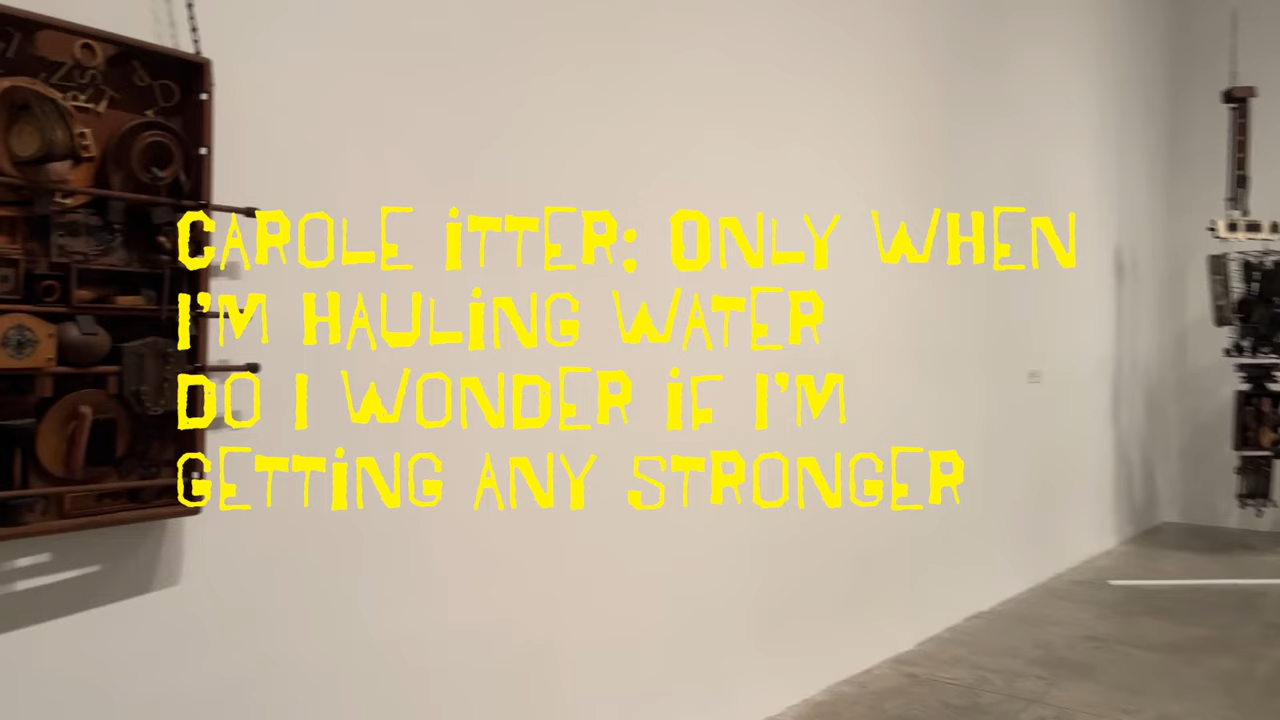 CAROLE ITTER: ONLY WHEN
I'M HAULING WATER
DO I WONDER IF I'M
GETTING ANY STRONGER